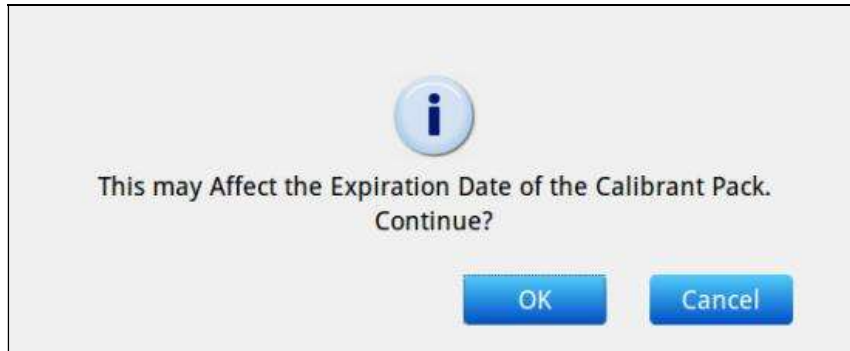 This may Affect the Expiration Date of the Calibrant Pack.
Continue?
OK Cancel